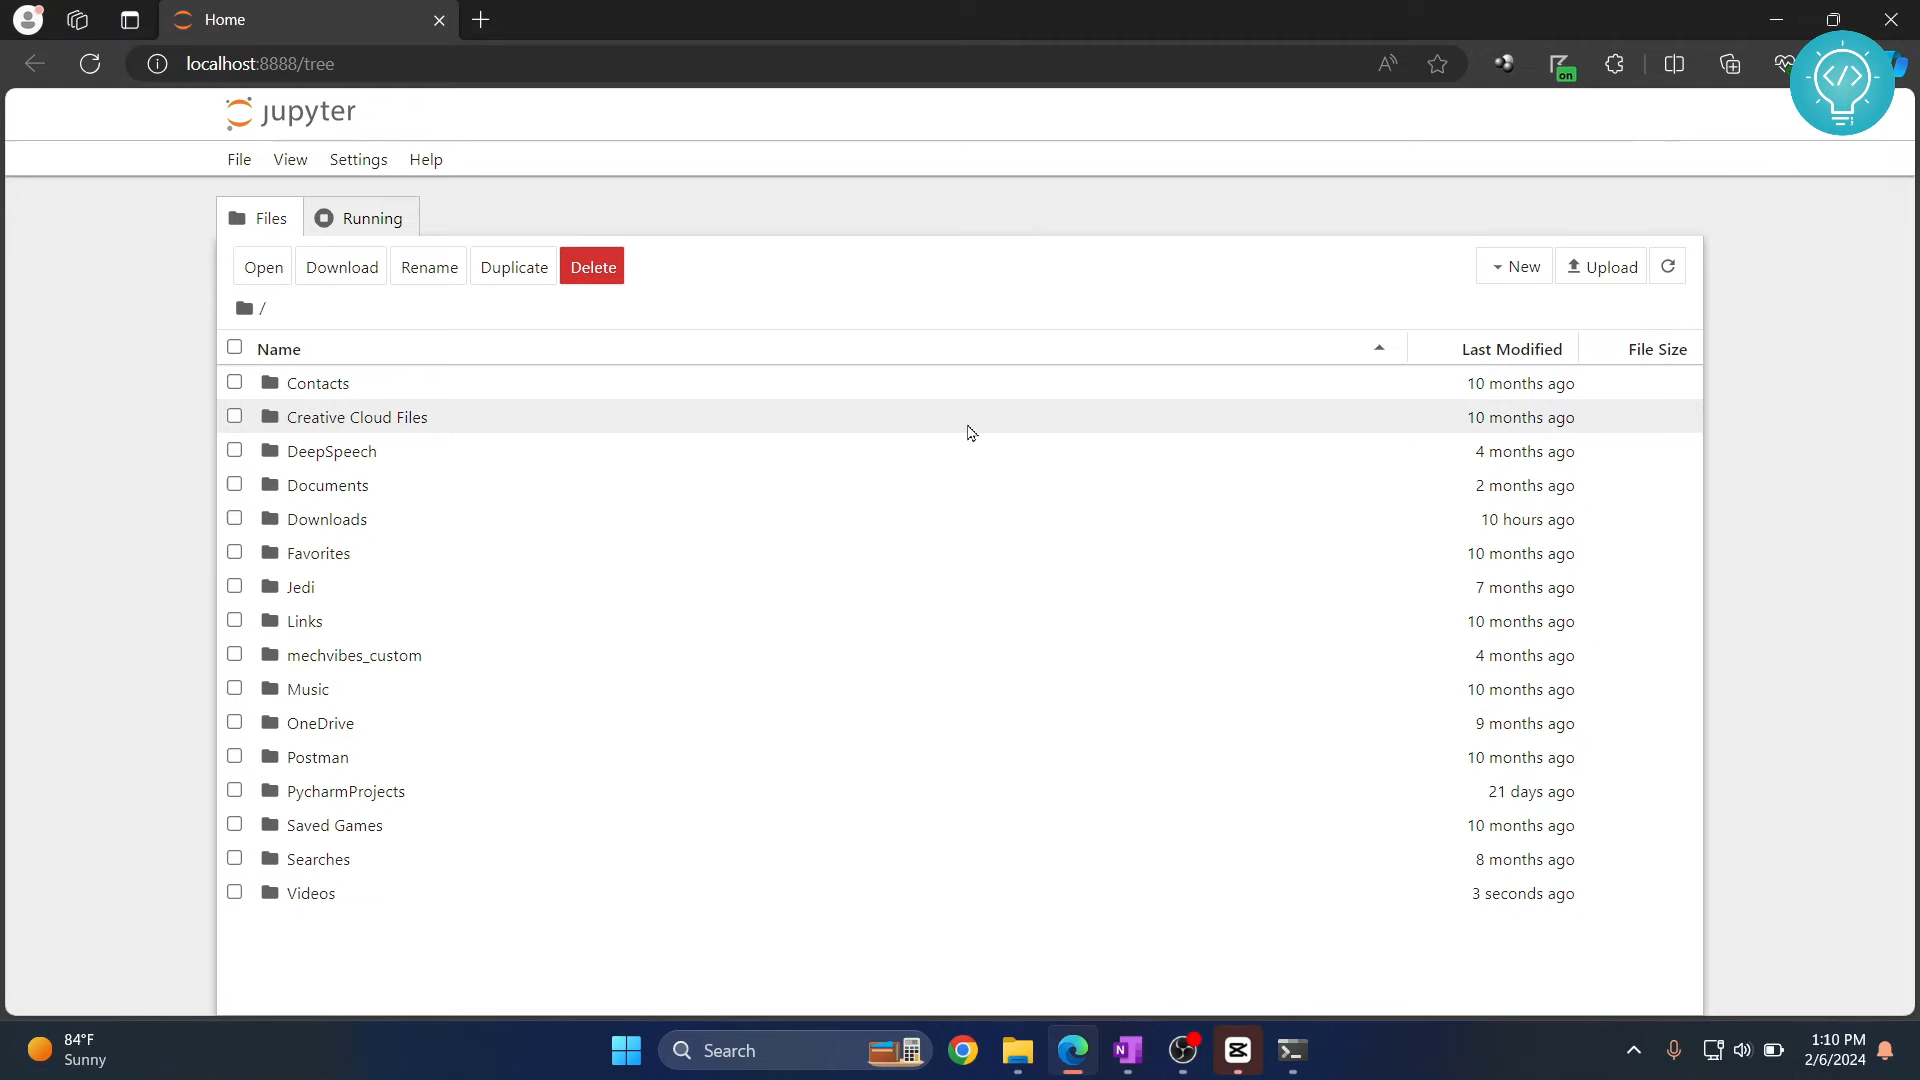 Home
localhost:8888/tree
on
jupyter
File View Settings Help
Files Running
Open Download Rename Duplicate Delete New Upload
/
Name Last Modified File Size
Contacts 10 months ago
Creative Cloud Files 10 months ago
DeepSpeech 4 months ago
Documents 2 months ago
Downloads 10 hours ago
Favorites 10 months ago
Jedi 7 months ago
Links 10 months ago
mechvibes_custom 4 months ago
Music 10 months ago
OneDrive 9 months ago
Postman 10 months ago
PycharmProjects 21 days ago
Saved Games 10 months ago
Searches 8 months ago
Videos 3 seconds ago
84°F
Sunny
Search
1:10 PM
2/6/2024